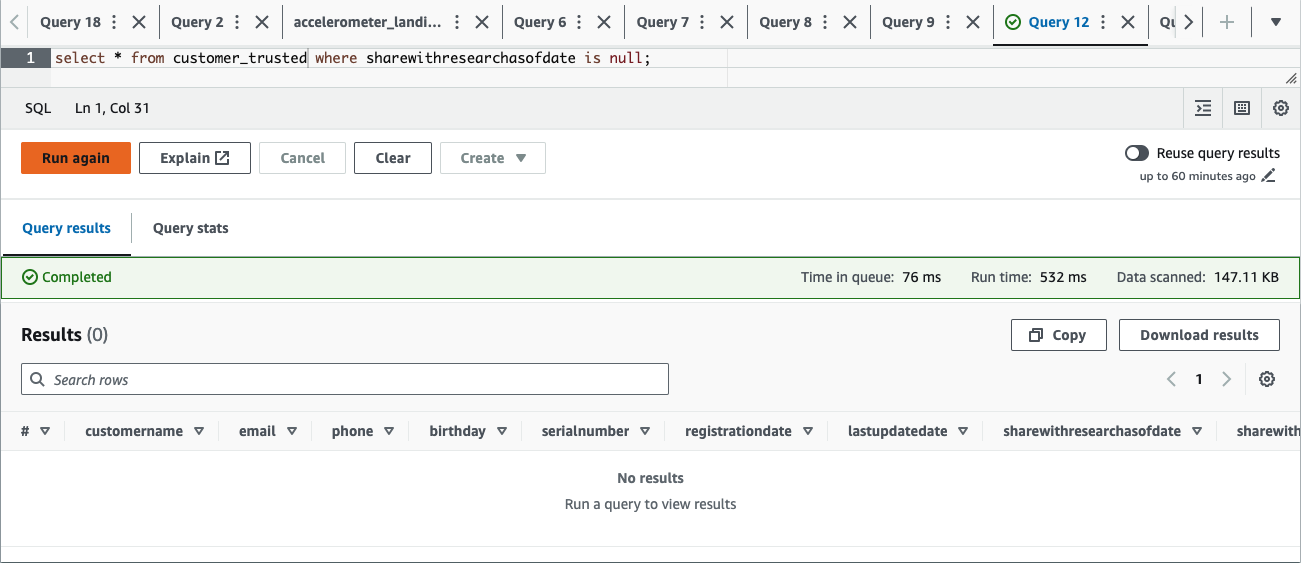 Query 18 Query 2 accelerometer_landi... Query 6 Query 7 Query 8 Query 9 Query 12 Qu
1 select * from customer_trusted where sharewithresearchasofdate is null;
SQL Ln 1, Col 31
Run again Explain Cancel Clear Create Reuse query results
up to 60 minutes ago
Query results Query stats
Completed Time in queue: 76 ms Run time: 532 ms Data scanned: 147.11 KB
Results (0) Copy Download results
Search rows 1
# customername email phone birthday serialnumber registrationdate lastupdatedate sharewithresearchasofdate sharewith
No results
Run a query to view results